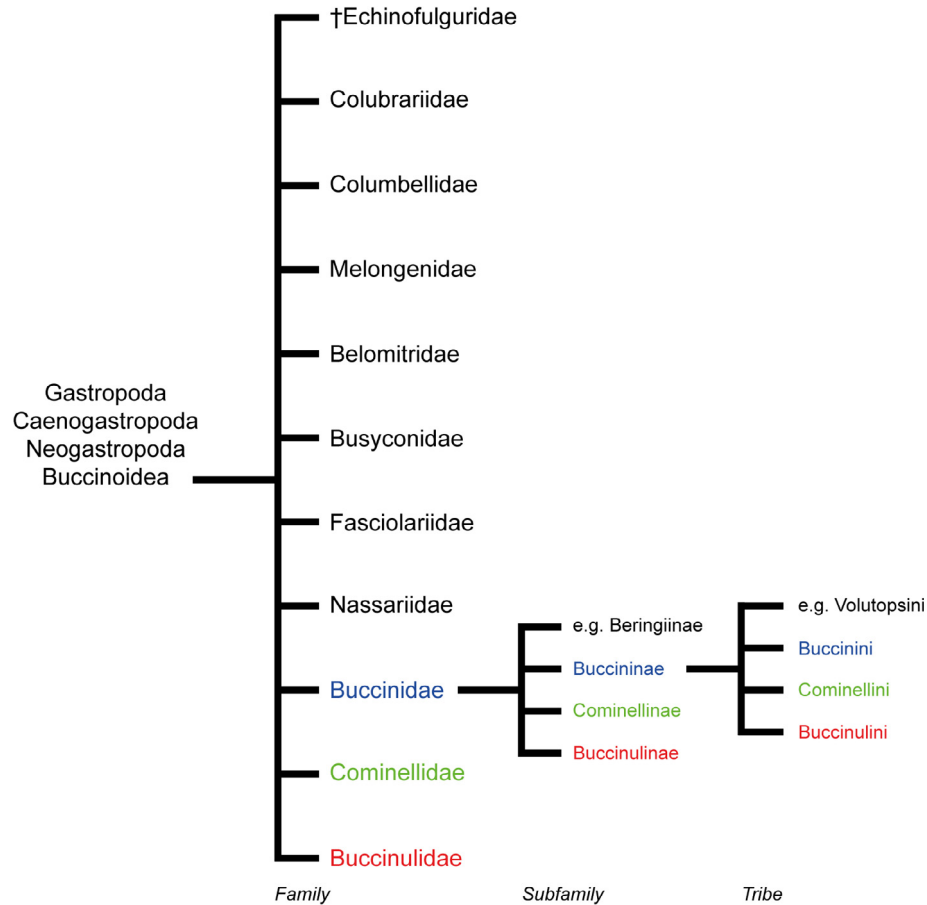 †Echinofulguridae
Colubrariidae
Columbellidae
Melongenidae
Belomitridae
Gastropoda
Caenogastropoda
Neogastropoda
Buccinoidea
Busyconidae
Fasciolariidae
Nassariidae
Buccinidae
Cominellidae
Buccinulidae
e.g. Beringiinae
Buccininae
Cominellinae
Buccinulinae
e.g. Volutopsini
Buccinini
Cominellini
Buccinulini
Family
Subfamily
Tribe